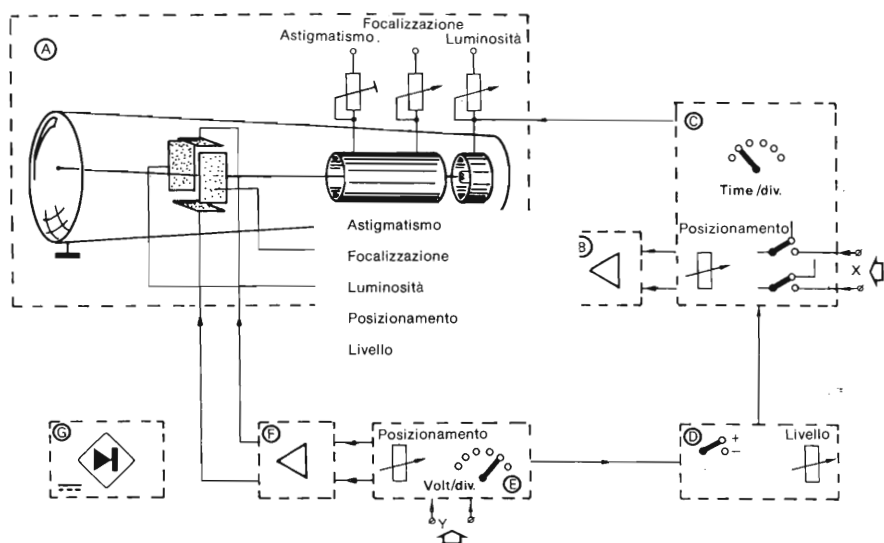 Focalizzazione
Astigmatismo.
Luminosità
A
C
Time/div.
Astigmatismo
Posizionamento
Focalizzazione
B
X
Luminosità
Posizionamento
Livello
G
F
Posizionamento
D
+
Livello
−
Volt/div.
E
Y